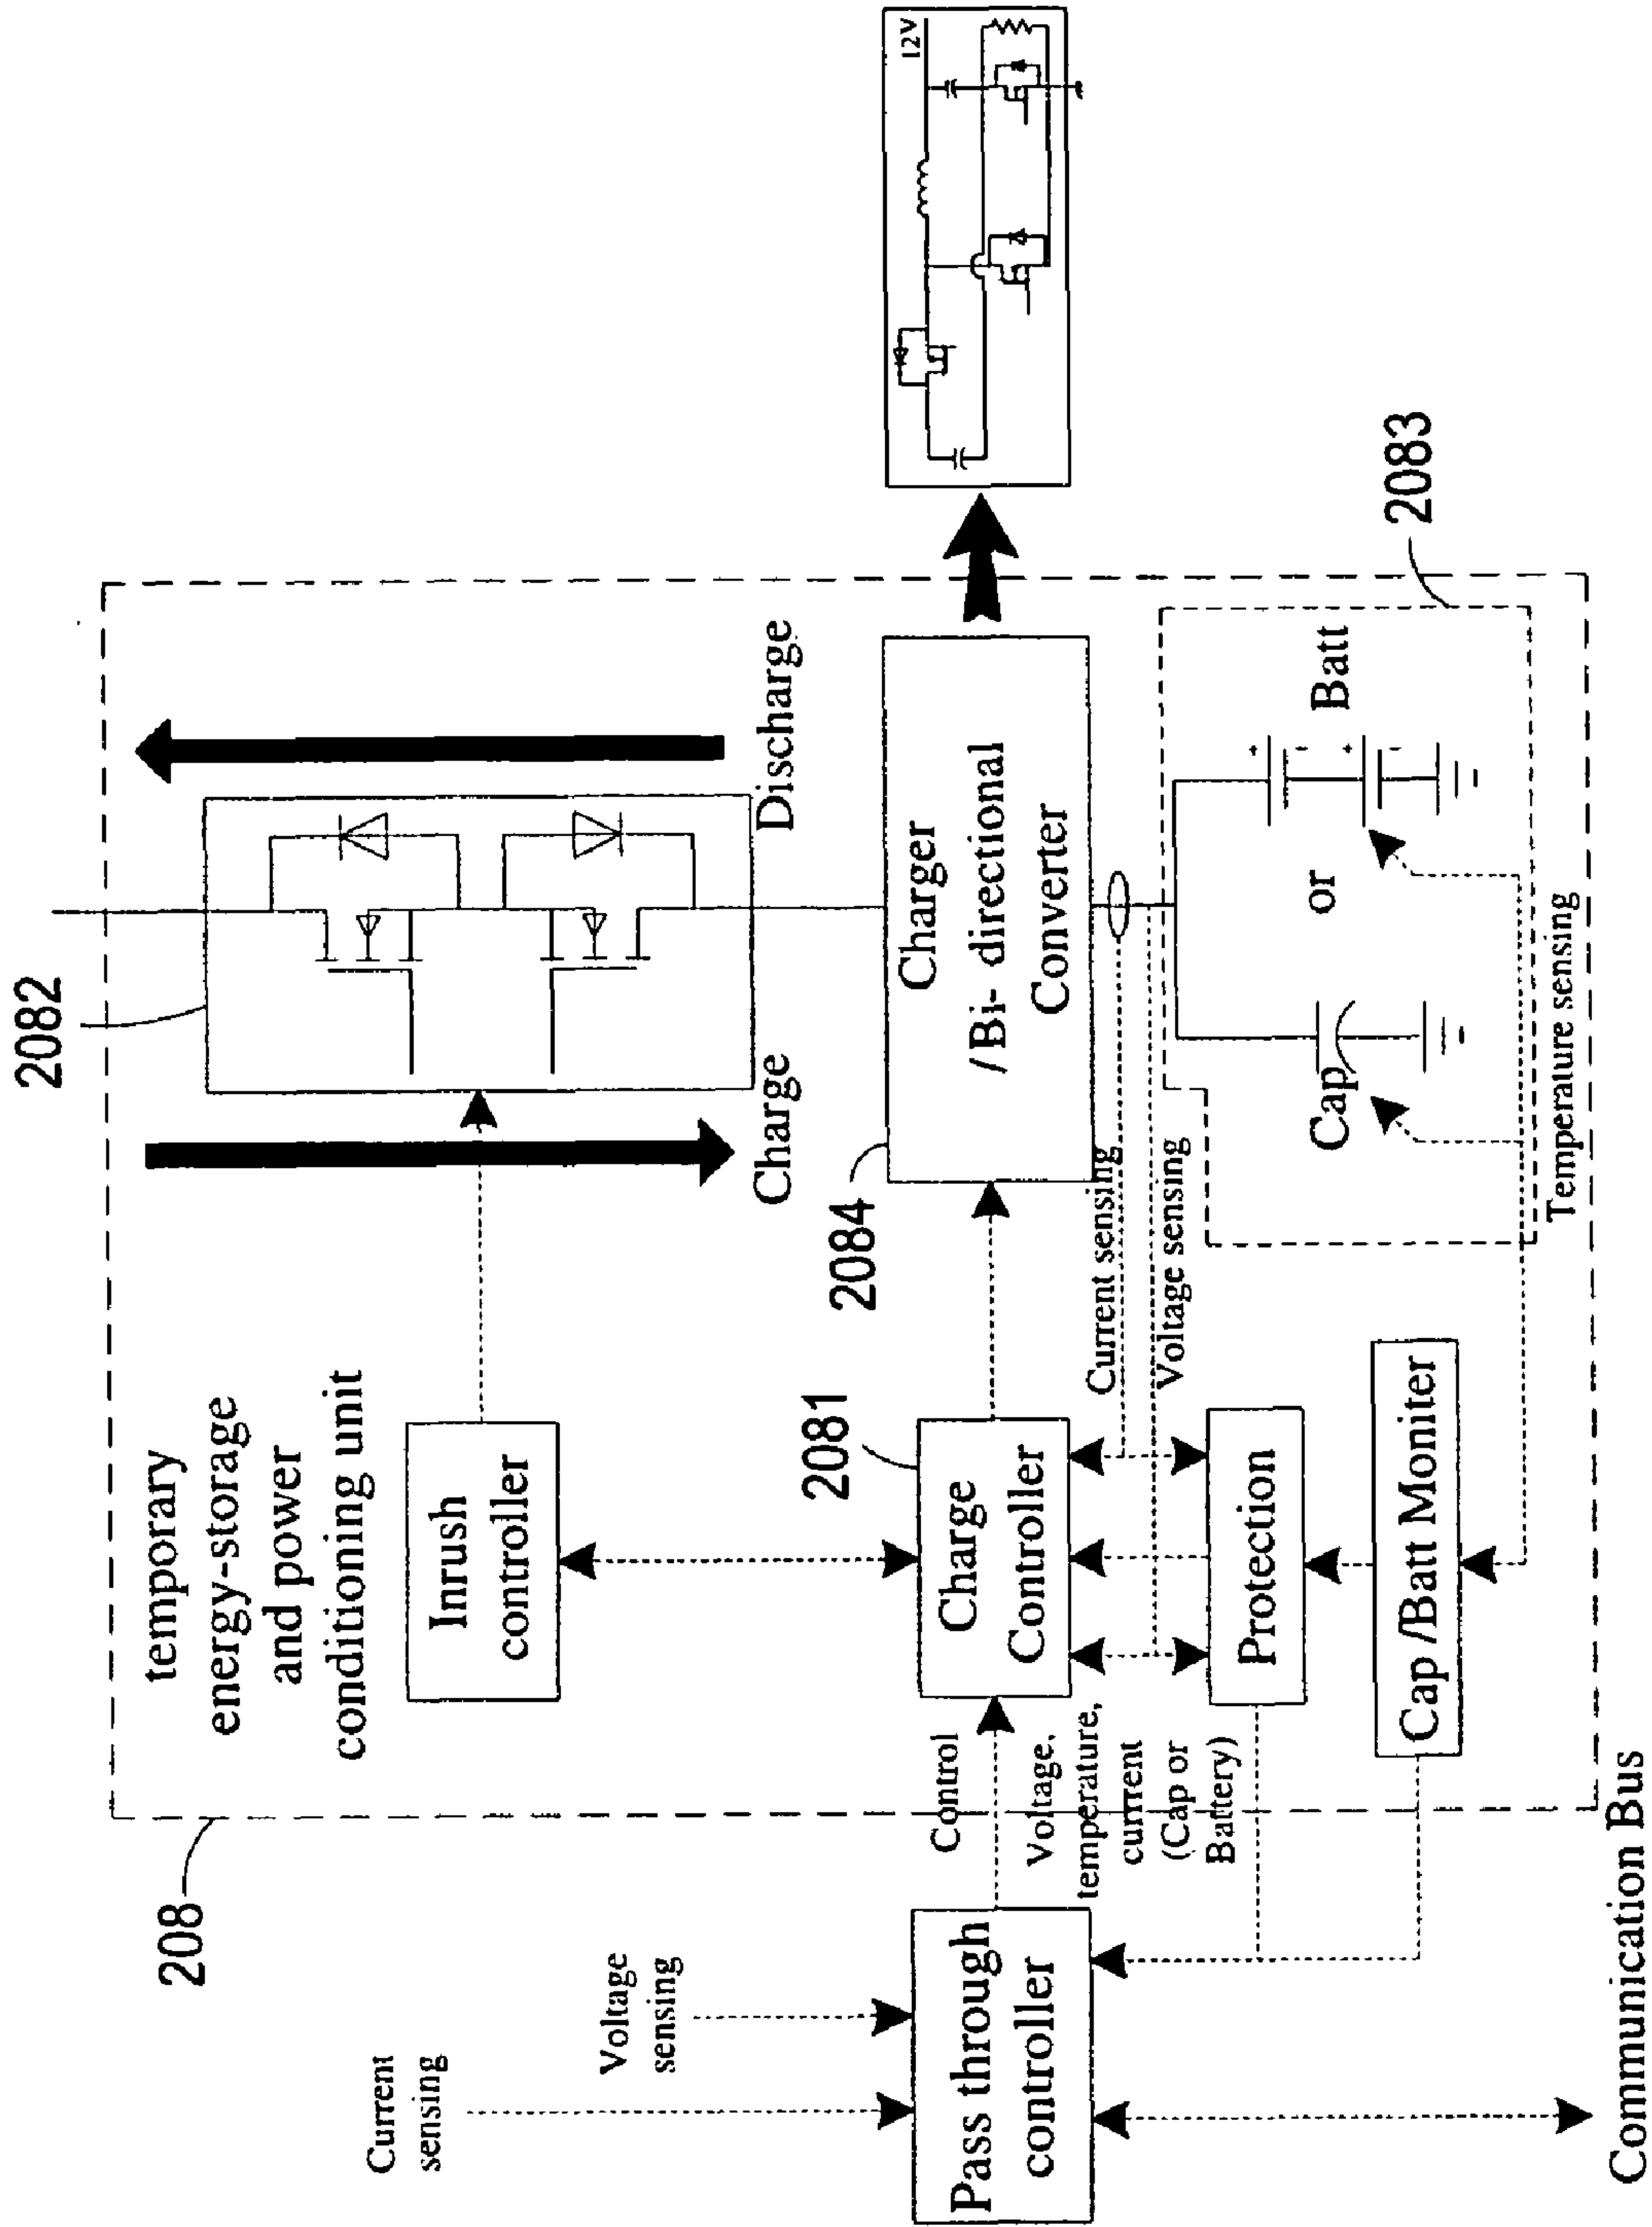 2082
208
temporary
energy-storage
and power
conditioning unit
Charge
Discharge
Current
sensing
Voltage
sensing
Inrush
controller
2081
2084
12V
Pass through
controller
Control
Charge
Controller
Charger
/Bi- directional
Converter
Voltage,
temperature,
current
(Cap or
Battery)
Current sensing
Voltage sensing
Protection
Cap /Batt Moniter
Cap
or
Batt
+
-
+
-
2083
Temperature sensing
Communication Bus